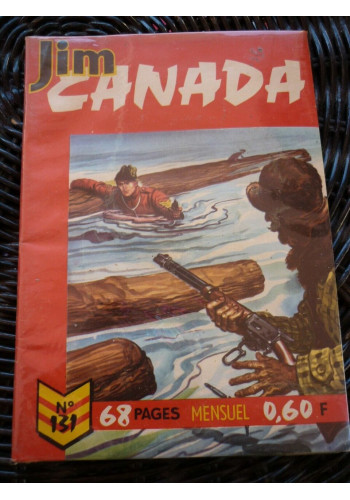 Jim
CANADA
N°
131
68 PAGES MENSUEL 0,60 F